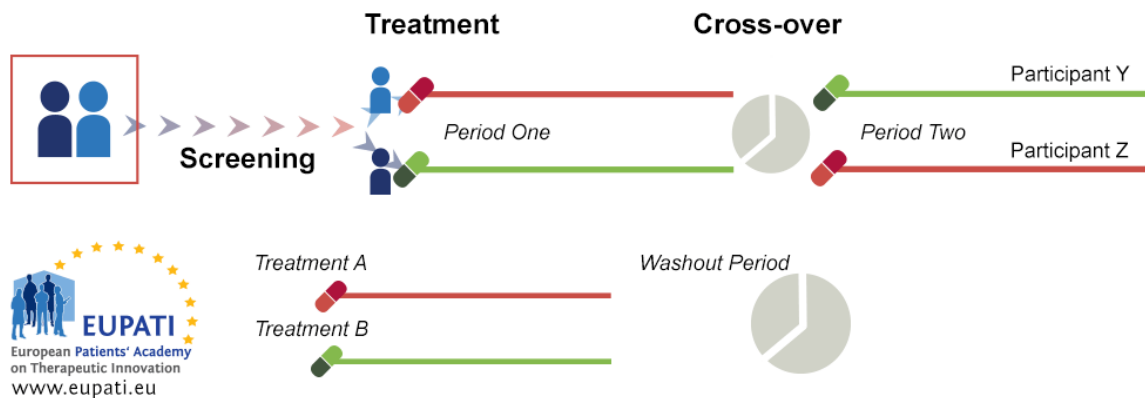 Treatment
Cross-over
Participant Y
Period One
Period Two
Screening
Participant Z
Treatment A
Washout Period
Treatment B
EUPATI
European Patients' Academy
on Therapeutic Innovation
www.eupati.eu